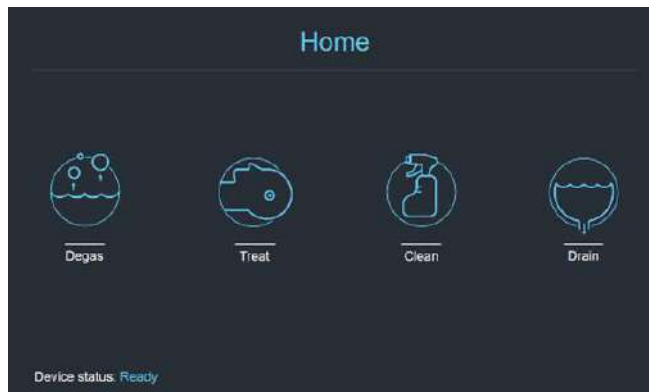 Home
Degas
Treat
Clean
Drain
Device status: Ready